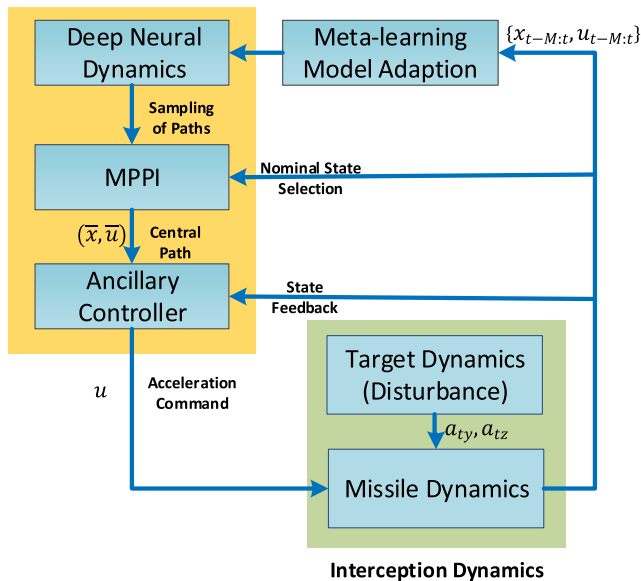 Deep Neural
Dynamics
Meta-learning
Model Adaption
{x_{t−M:t}, u_{t−M:t}}
Sampling
of Paths
MPPI
Nominal State
Selection
(x̅, u̅)
Central
Path
Ancillary
Controller
State
Feedback
u
Acceleration
Command
Target Dynamics
(Disturbance)
a_{ty}, a_{tz}
Missile Dynamics
Interception Dynamics